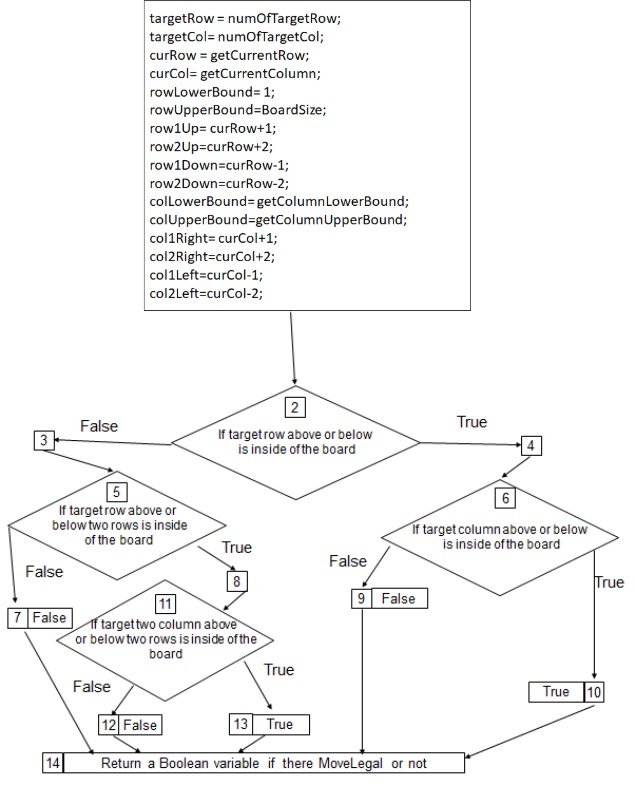 targetRow = numOfTargetRow;
targetCol= numOfTargetCol;
curRow = getCurrentRow;
curCol= getCurrentColumn;
rowLowerBound= 1;
rowUpperBound=BoardSize;
row1Up= curRow+1;
row2Up=curRow+2;
row1Down=curRow-1;
row2Down=curRow-2;
colLowerBound=getColumnLowerBound;
colUpperBound=getColumnUpperBound;
col1Right= curCol+1;
col2Right=curCol+2;
col1Left=curCol-1;
col2Left=curCol-2;
2
If target row above or below
is inside of the board
False
True
3
4
5
If target row above or
below two rows is inside
of the board
6
If target column above or below
is inside of the board
False
True
False
True
8
7 False
9 False
11
If target two column above
or below two rows is inside of the
board
False
True
True 10
12 False
13 True
14 Return a Boolean variable if there MoveLegal or not